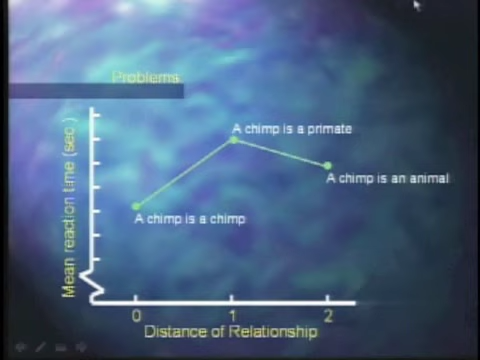 Problems
Mean reaction time (sec )
A chimp is a primate
A chimp is an animal
A chimp is a chimp
0 1 2
Distance of Relationship